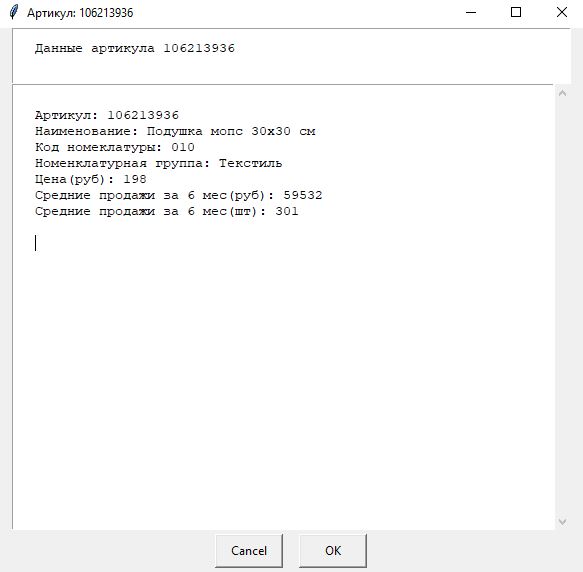 Артикул: 106213936
Данные артикула 106213936
Артикул: 106213936
Наименование: Подушка мопс 30х30 см
Код номеклатуры: 010
Номенклатурная группа: Текстиль
Цена(руб): 198
Средние продажи за 6 мес(руб): 59532
Средние продажи за 6 мес(шт): 301
Cancel OK